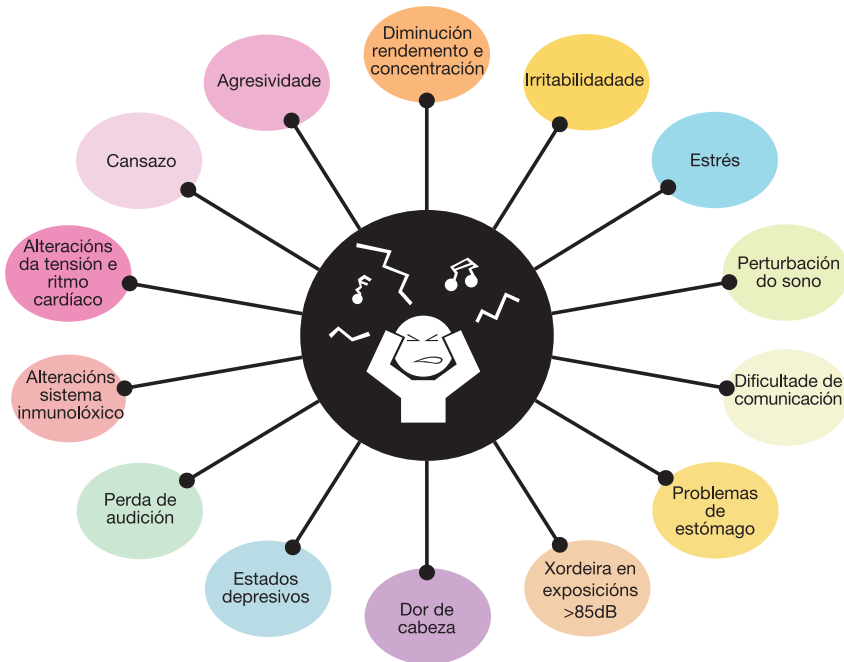 Diminución
rendemento e
concentración
Irritabilidadade
Estrés
Perturbación
do sono
Dificultade de
comunicación
Problemas
de
estómago
Xordeira en
exposicións
>85dB
Dor de
cabeza
Estados
depresivos
Perda de
audición
Alteracións
sistema
inmunolóxico
Alteracións
da tensión e
ritmo
cardíaco
Cansazo
Agresividade